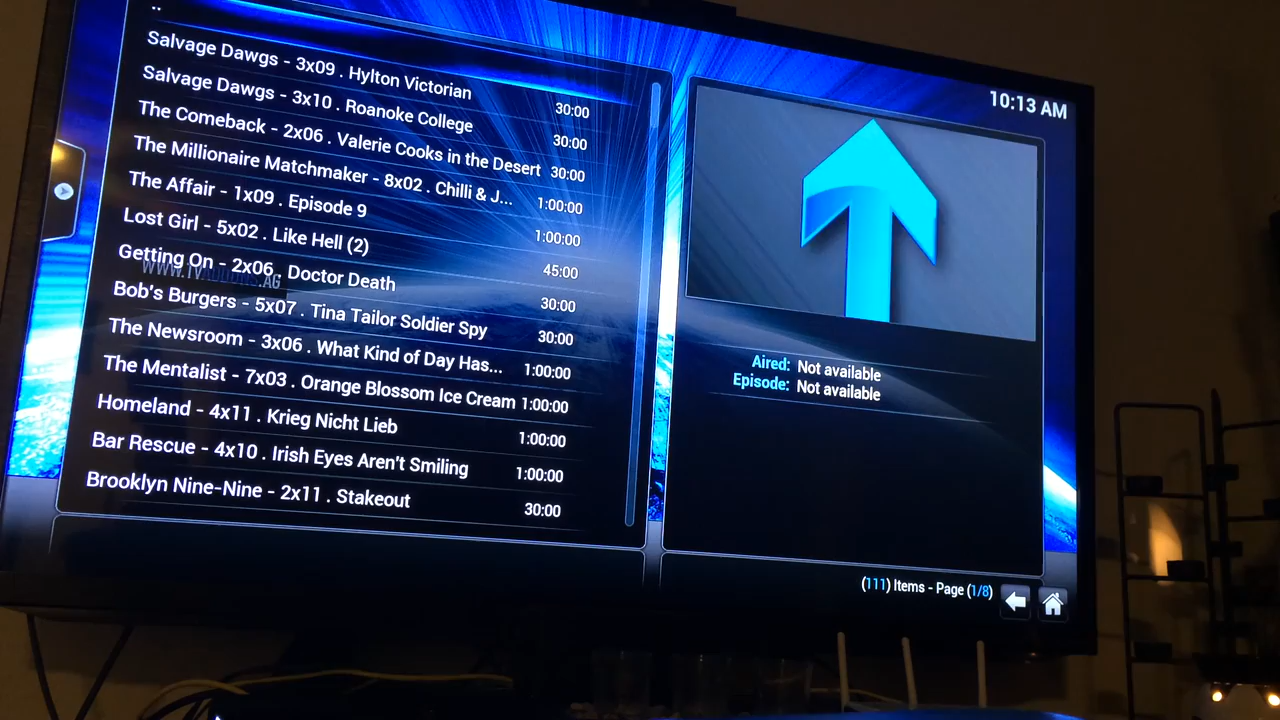 ..
Salvage Dawgs - 3x09 . Hylton Victorian 30:00
Salvage Dawgs - 3x10 . Roanoke College 30:00
The Comeback - 2x06 . Valerie Cooks in the Desert 30:00
The Millionaire Matchmaker - 8x02 . Chilli & J... 1:00:00
The Affair - 1x09 . Episode 9 1:00:00
Lost Girl - 5x02 . Like Hell (2) 45:00
Getting On - 2x06 . Doctor Death 30:00
WWW.TVADDONS.AG
Bob's Burgers - 5x07 . Tina Tailor Soldier Spy 30:00
The Newsroom - 3x06 . What Kind of Day Has... 1:00:00
The Mentalist - 7x03 . Orange Blossom Ice Cream 1:00:00
Homeland - 4x11 . Krieg Nicht Lieb 1:00:00
Bar Rescue - 4x10 . Irish Eyes Aren't Smiling 1:00:00
Brooklyn Nine-Nine - 2x11 . Stakeout 30:00
10:13 AM
Aired: Not available
Episode: Not available
(111) Items - Page (1/8)